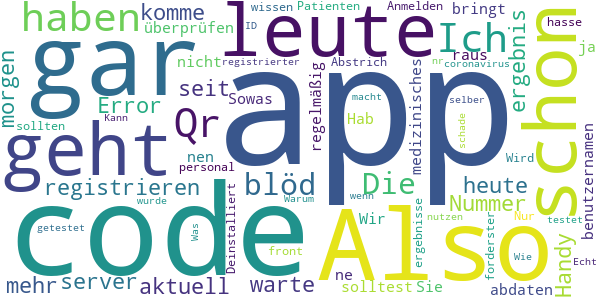 haben
komme
wissen
ID
Patienten
Anmelden
bringt
hasse
überprüfen
leute
Ich
raus
ja
schon
gar
nicht
registrierter
Abstrich
nr
coronavirus
ergebnis
morgen
Error
seit
Sowas
regelmäßig
app
macht
selber
medizinisches
sollten
Kann
Qr
Hab
schade
geht
nen
personal
Wird
benutzernamen
registrieren
blöd
Die
heute
wurde
Warum
wenn
Wir
Nummer
code
Also
Handy
getestet
Was
Deinstalliert
nutzen
Nur
testet
front
ergebnisse
forderster
Wie
Echt
mehr
server
aktuell
warte
ne
solltest
Sie
abdaten